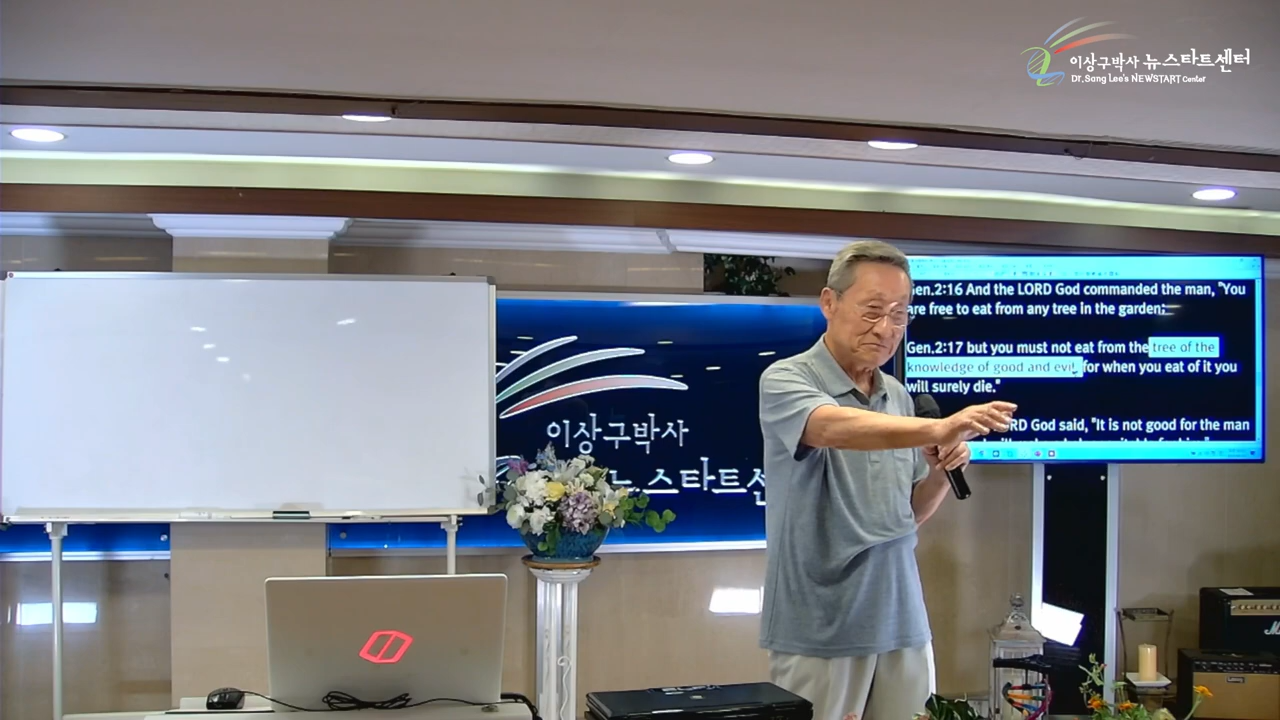 이상구박사 뉴스타트센터
Dr. Sang Lee's NEWSTART Center
Gen.2:16 And the LORD God commanded the man, "You
are free to eat from any tree in the garden;
Gen.2:17 but you must not eat from the tree of the
knowledge of good and evil, for when you eat of it you
will surely die."
RD God said, "It is not good for the man
이상구박사
뉴스타트센